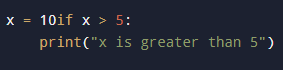 x = 10if x > 5:
    print("x is greater than 5")